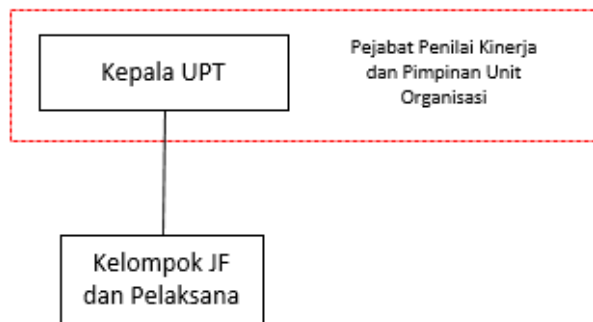 Kepala UPT
Pejabat Penilai Kinerja
dan Pimpinan Unit
Organisasi
Kelompok JF
dan Pelaksana